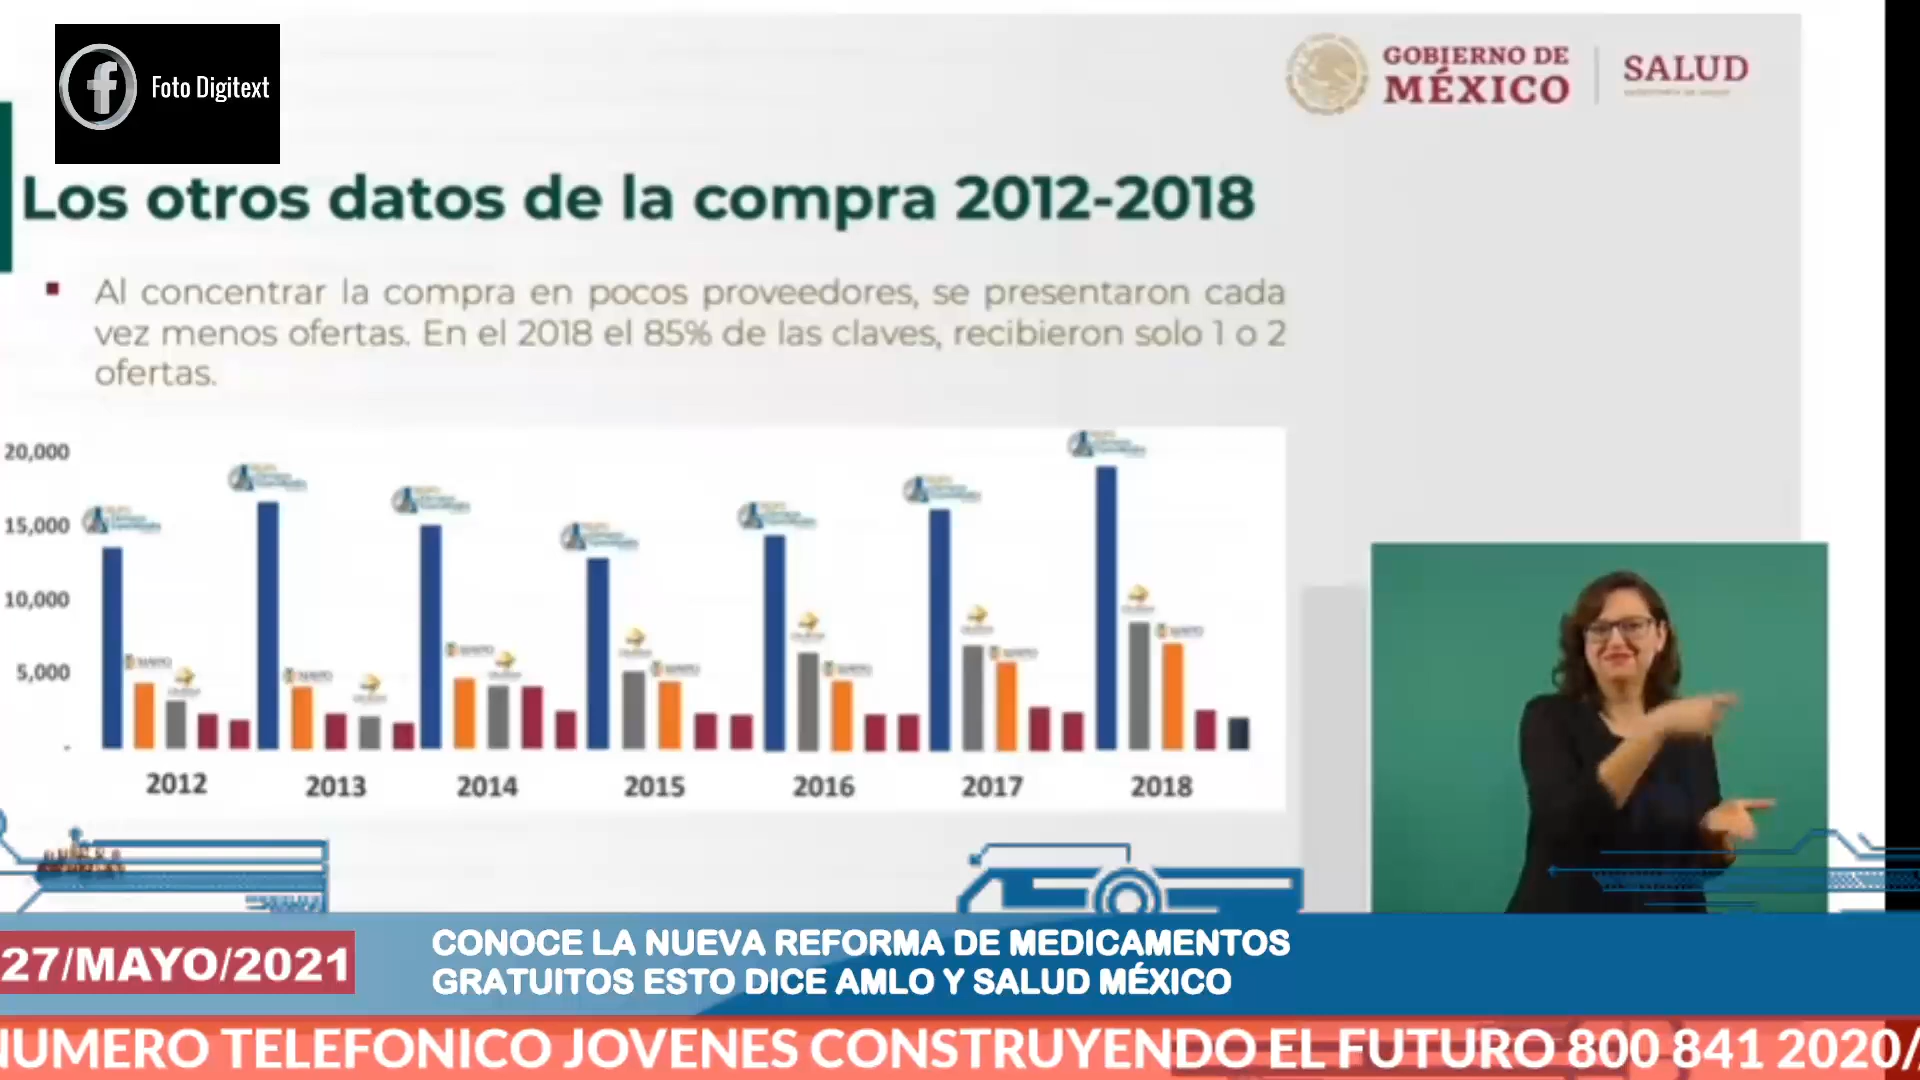 Foto Digitext
GOBIERNO DE
MÉXICO
SALUD
Los otros datos de la compra 2012-2018
Al concentrar la compra en pocos proveedores, se presentaron cada
vez menos ofertas. En el 2018 el 85% de las claves, recibieron solo 1 o 2
ofertas.
20,000
15,000
10,000
5,000
-
2012 2013 2014 2015 2016 2017 2018
27/MAYO/2021
CONOCE LA NUEVA REFORMA DE MEDICAMENTOS
GRATUITOS ESTO DICE AMLO Y SALUD MÉXICO
NUMERO TELEFONICO JOVENES CONSTRUYENDO EL FUTURO 800 841 2020/